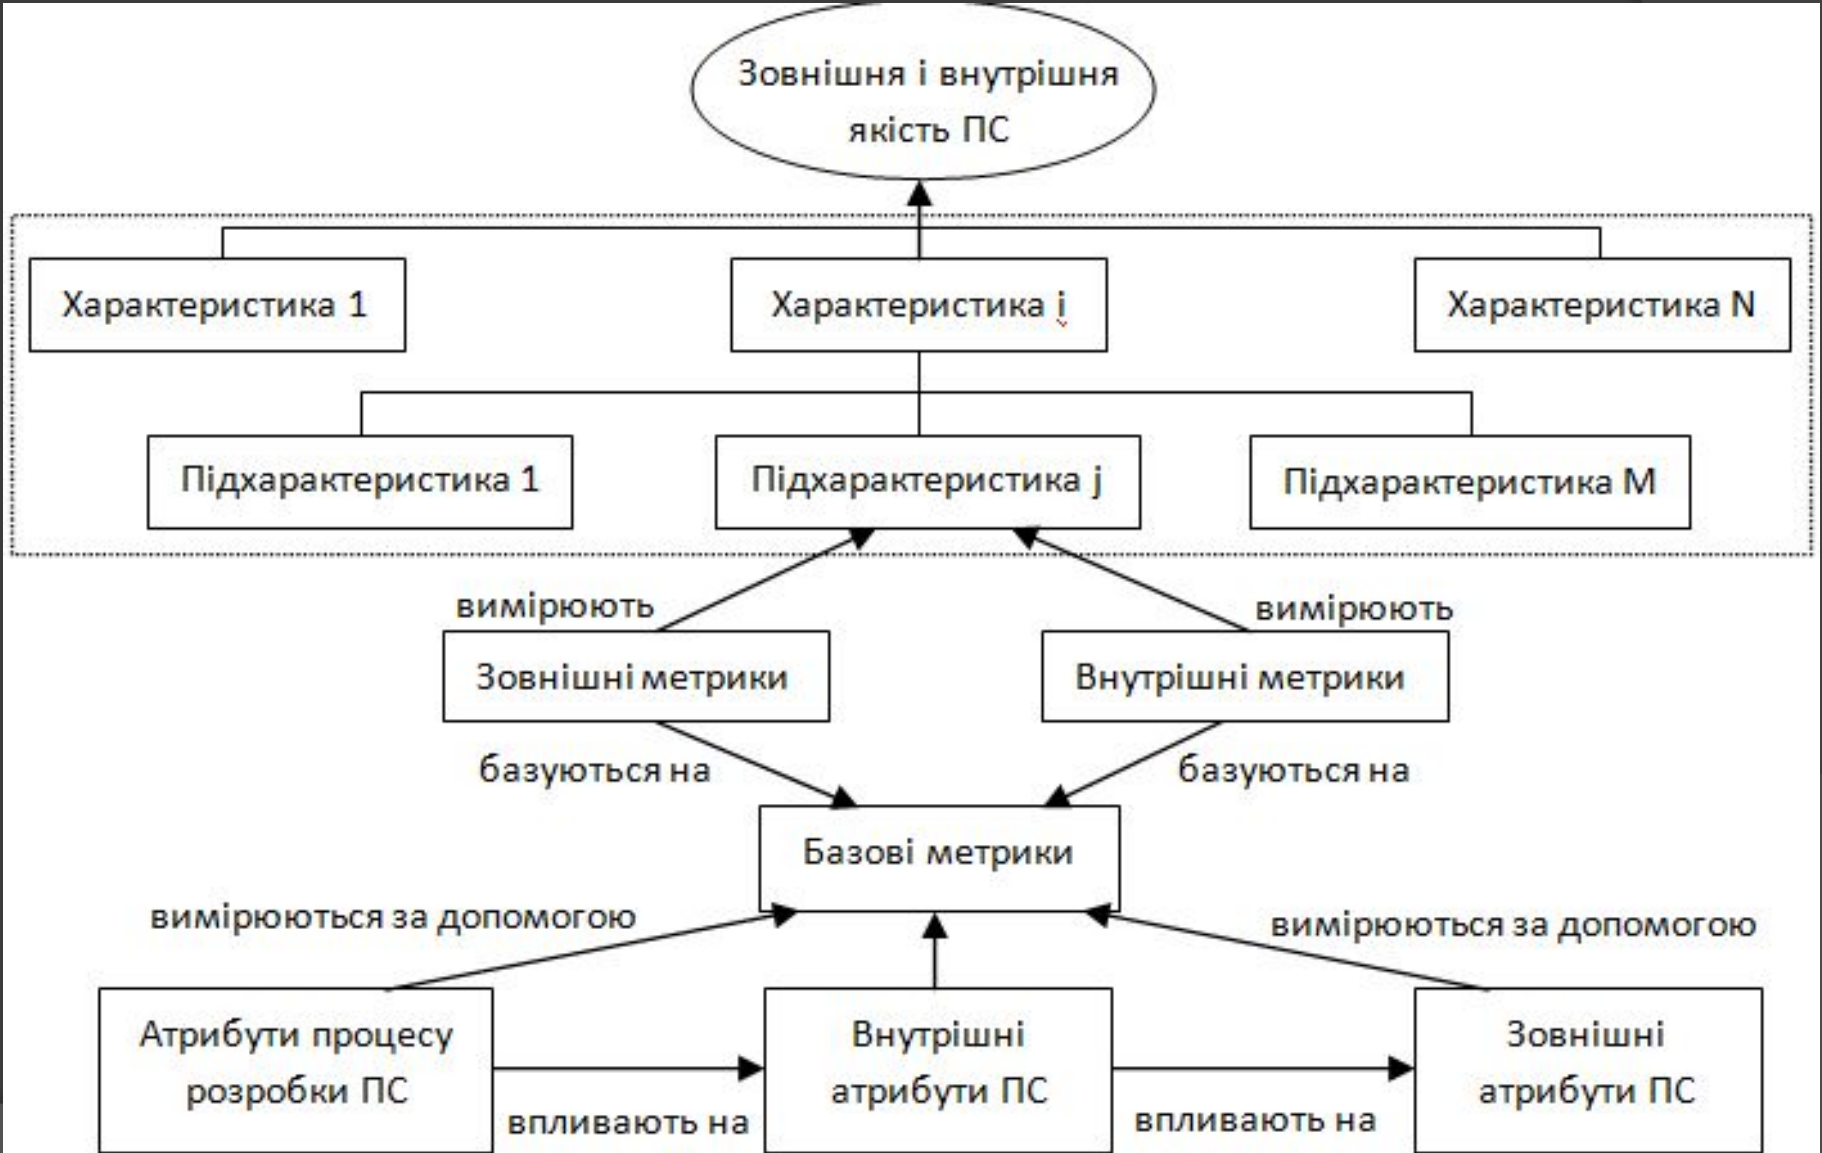 Зовнішня і внутрішня
якість ПС
Характеристика 1
Характеристика і
Характеристика N
Підхарактеристика 1
Підхарактеристика j
Підхарактеристика М
вимірюють
вимірюють
Зовнішні метрики
Внутрішні метрики
базуються на
базуються на
Базові метрики
вимірюються за допомогою
вимірюються за допомогою
Атрибути процесу
розробки ПС
впливають на
Внутрішні
атрибути ПС
впливають на
Зовнішні
атрибути ПС